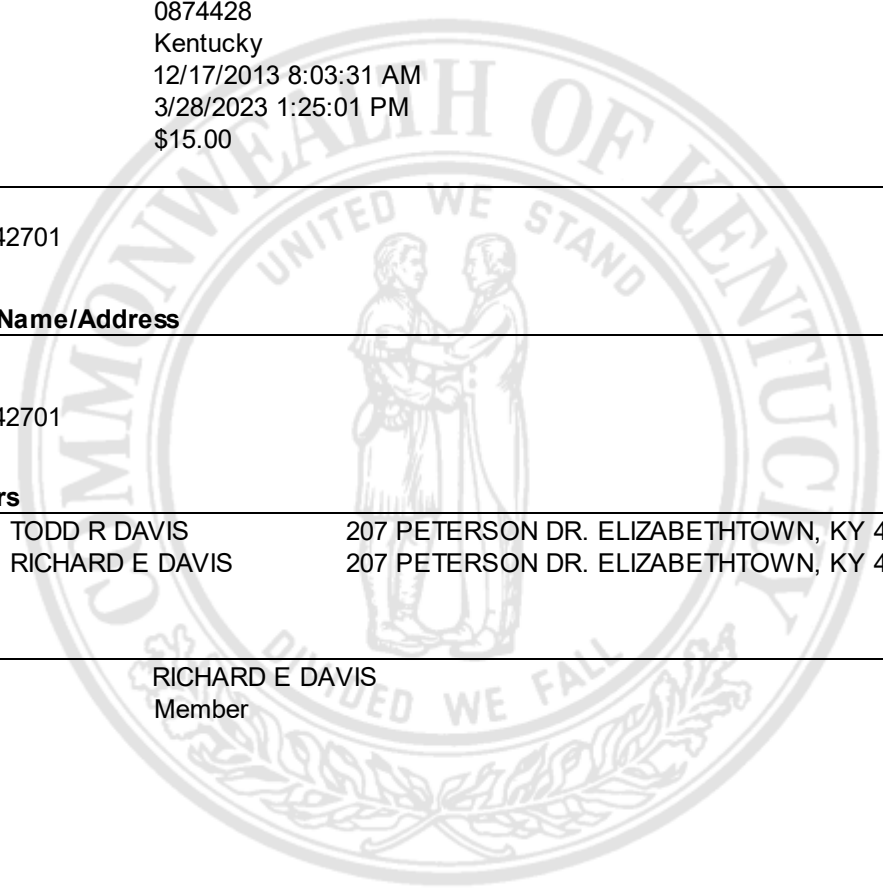 0874428
Kentucky
12/17/2013 8:03:31 AM
3/28/2023 1:25:01 PM
$15.00
42701
Name/Address
42701
rs
TODD R DAVIS 207 PETERSON DR. ELIZABETHTOWN, KY 4
RICHARD E DAVIS 207 PETERSON DR. ELIZABETHTOWN, KY 4
RICHARD E DAVIS
Member
COMMONWEALTH OF KENTUCKY
UNITED WE STAND
DIVIDED WE FALL